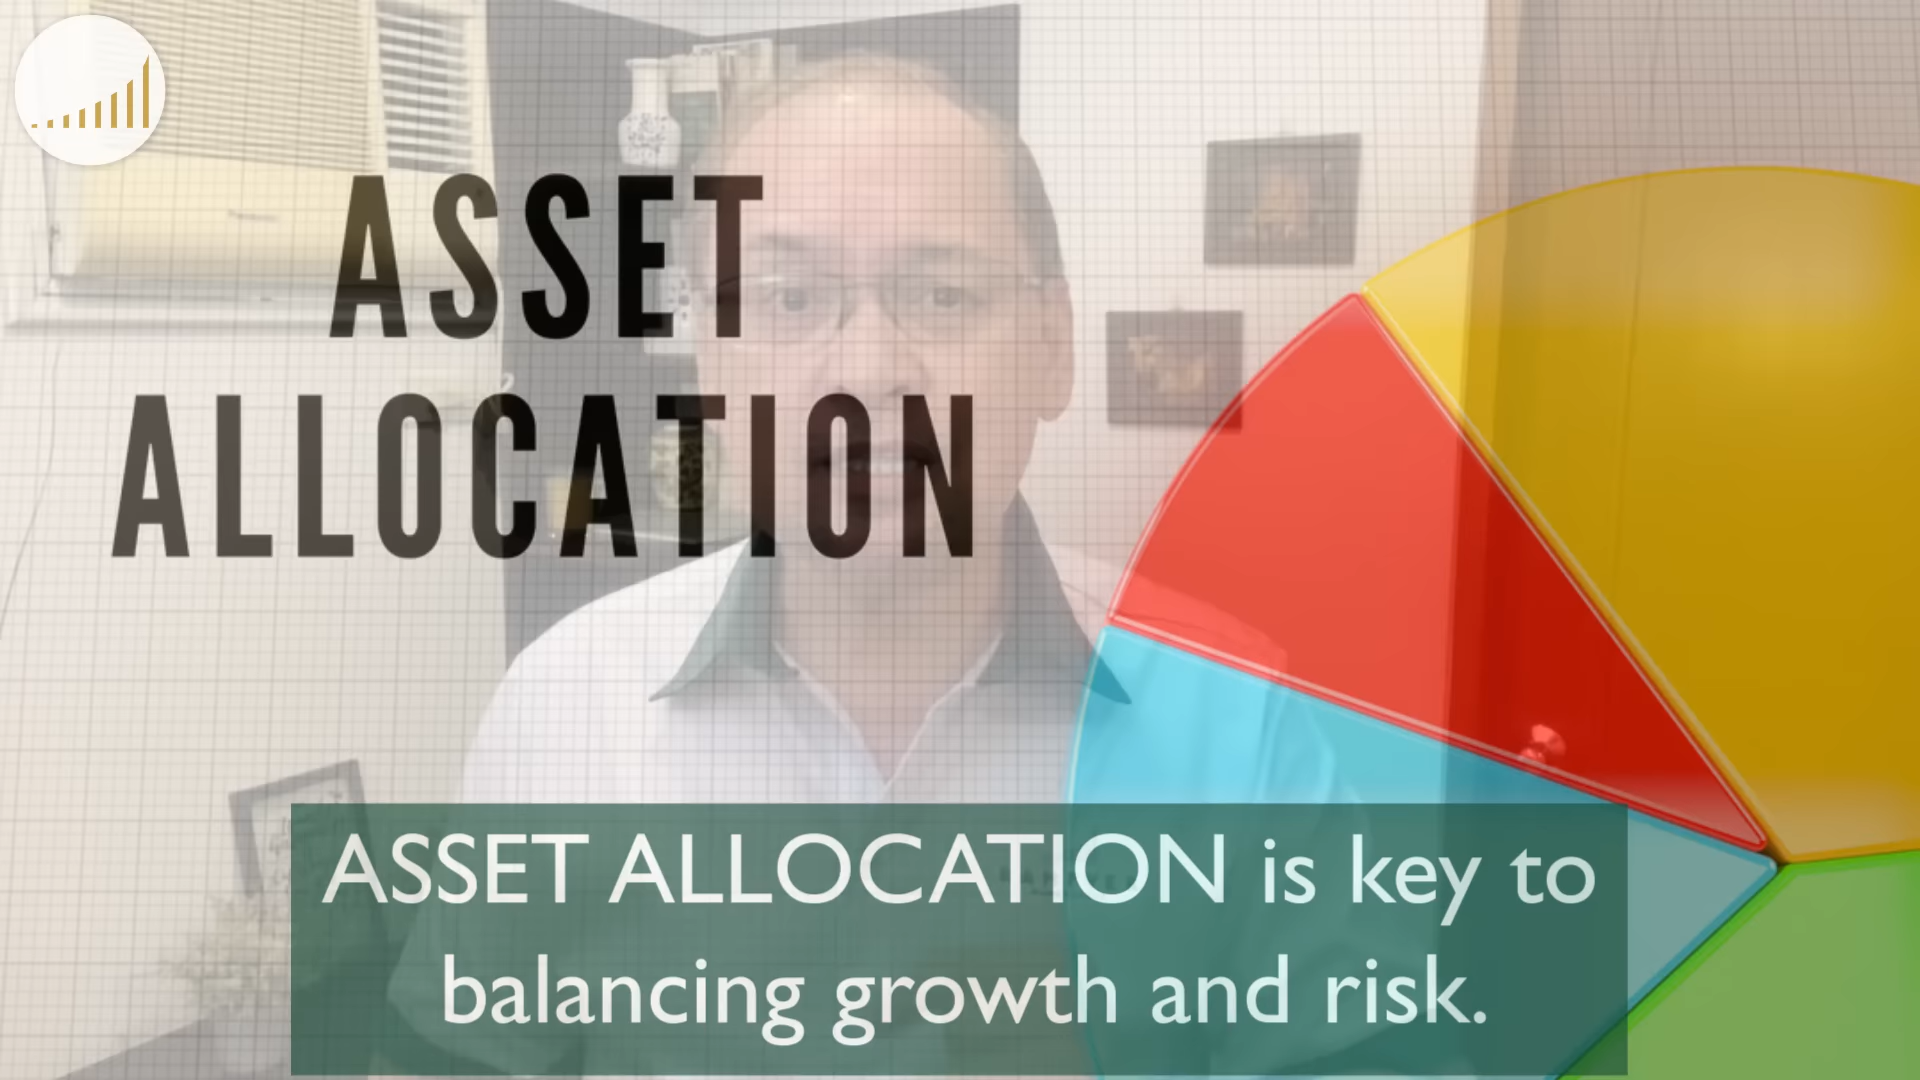 ASSET
ALLOCATION
ASSET ALLOCATION is key to
balancing growth and risk.